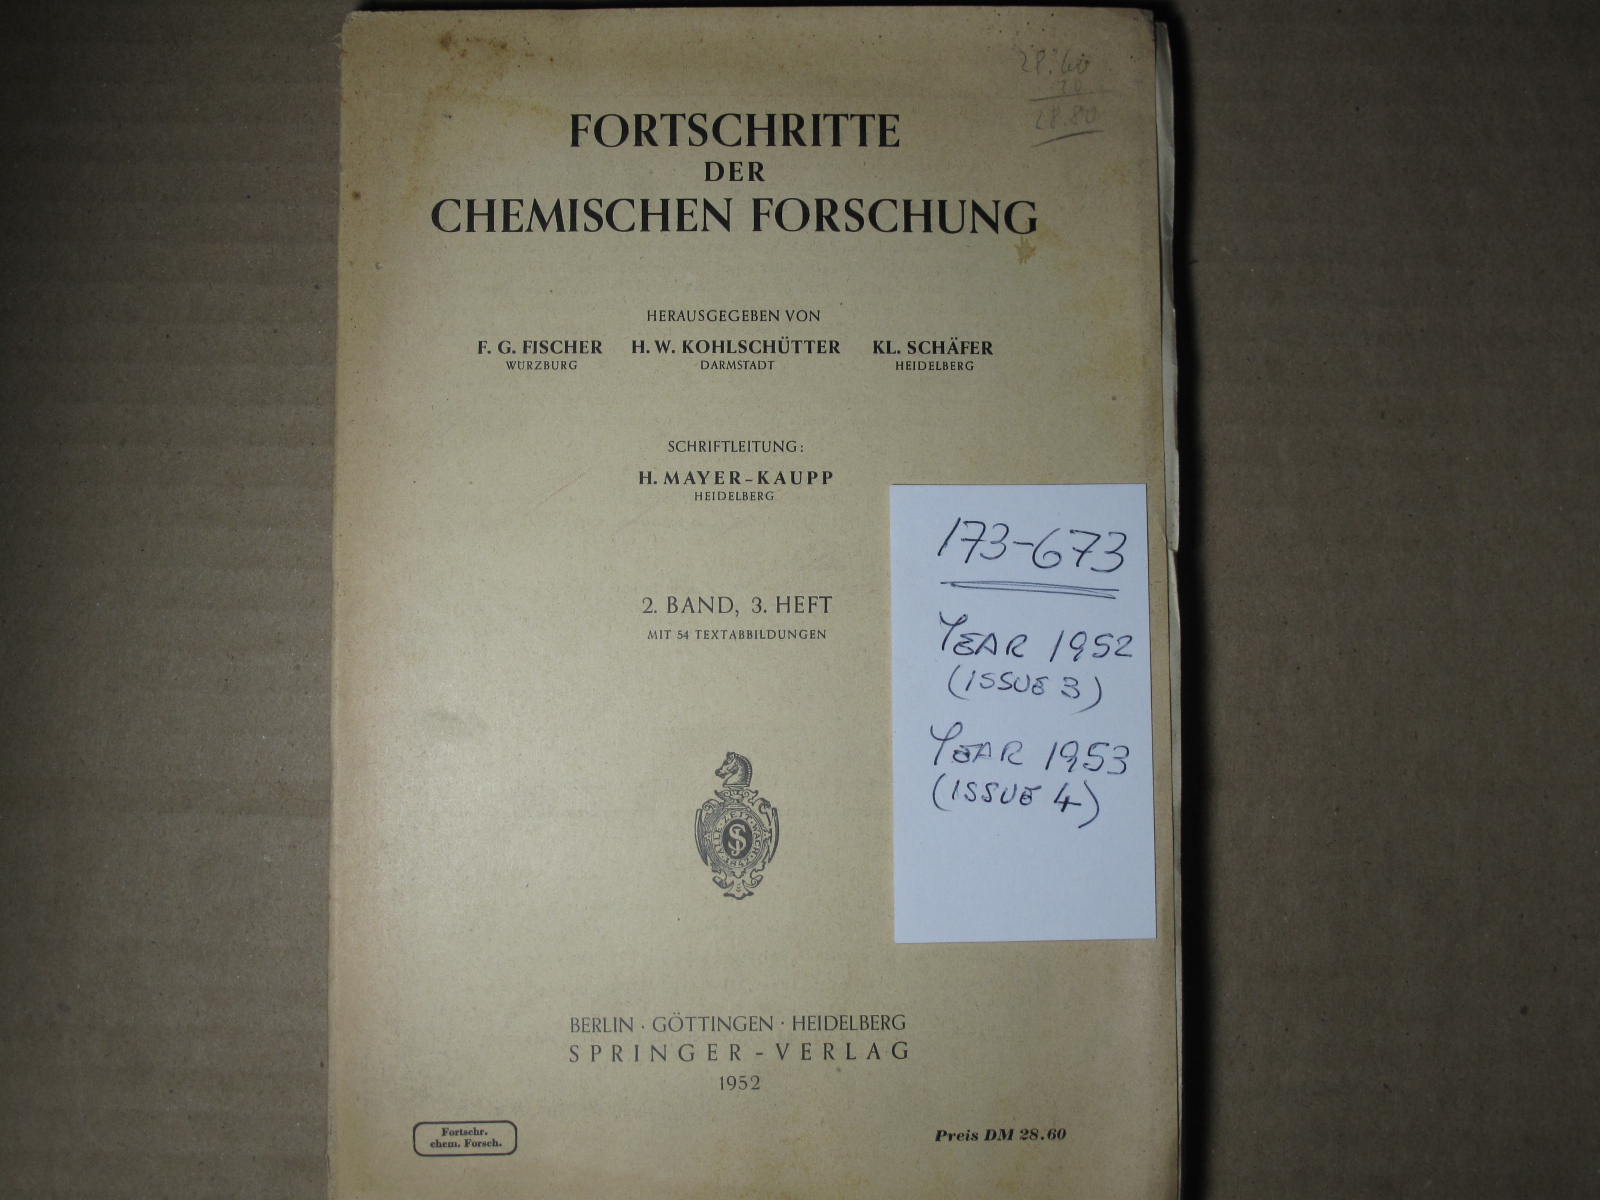 28.60
20
28.80
FORTSCHRITTE
DER
CHEMISCHEN FORSCHUNG
HERAUSGEGEBEN VON
F. G. FISCHER H. W. KOHLSCHÜTTER KL. SCHÄFER
WURZBURG DARMSTADT HEIDELBERG
SCHRIFTLEITUNG:
H. MAYER-KAUPP
HEIDELBERG
2. BAND, 3. HEFT
MIT 54 TEXTABBILDUNGEN
173-673
YEAR 1952
(ISSUE 3)
YEAR 1953
(ISSUE 4)
BERLIN · GÖTTINGEN · HEIDELBERG
SPRINGER-VERLAG
1952
Fortschr.
chem. Forsch.
Preis DM 28.60